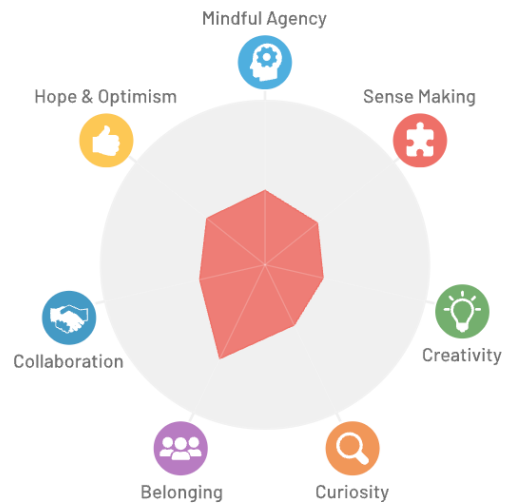 Mindful Agency
Hope & Optimism
Sense Making
Collaboration
Creativity
Belonging
Curiosity